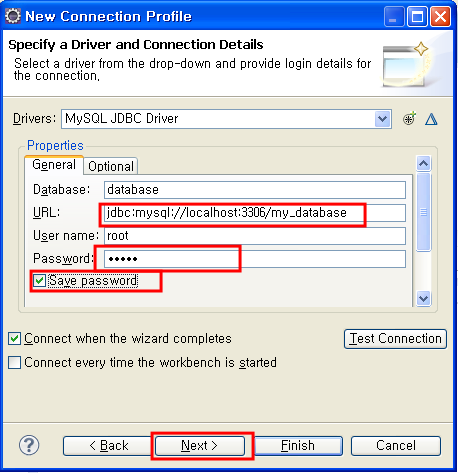 New Connection Profile
Specify a Driver and Connection Details
Select a driver from the drop-down and provide login details for
the connection.
Drivers: MySQL JDBC Driver
Properties
General Optional
Database: database
URL: jdbc:mysql://localhost:3306/my_database
User name: root
Password: •••••
Save password
Connect when the wizard completes
Test Connection
Connect every time the workbench is started
? < Back Next > Finish Cancel